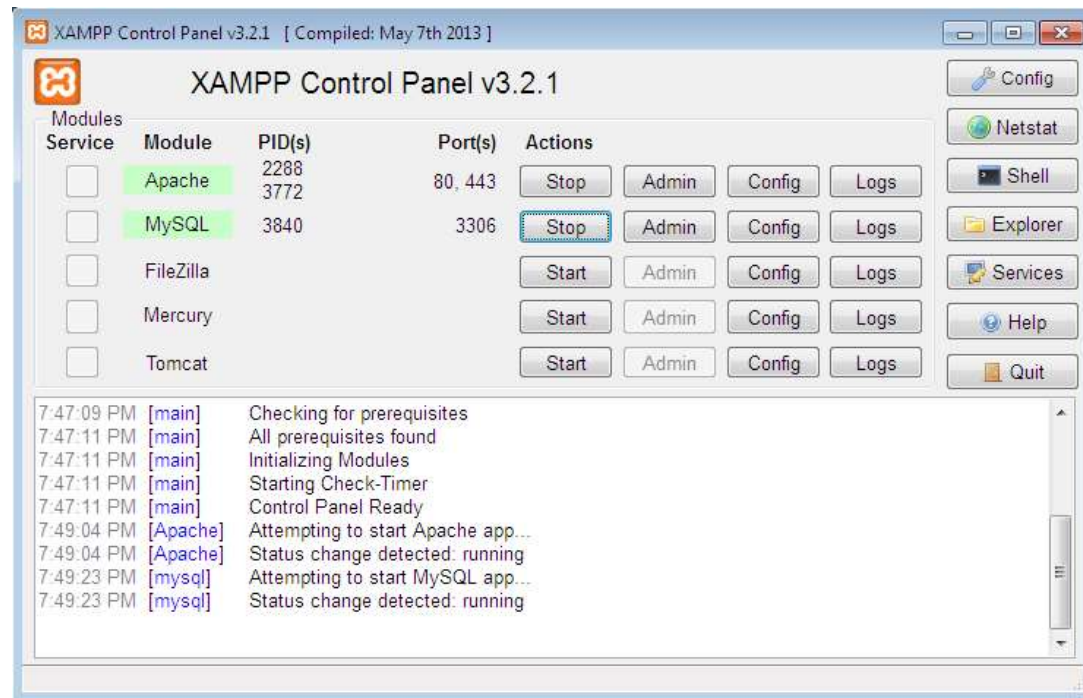 XAMPP Control Panel v3.2.1 [ Compiled: May 7th 2013 ]
XAMPP Control Panel v3.2.1
Config
Modules
Service Module PID(s) Port(s) Actions
Netstat
Apache 2288 3772 80, 443 Stop Admin Config Logs
Shell
MySQL 3840 3306 Stop Admin Config Logs
Explorer
FileZilla Start Admin Config Logs
Services
Mercury Start Admin Config Logs
Help
Tomcat Start Admin Config Logs
Quit
7:47:09 PM [main] Checking for prerequisites
7:47:11 PM [main] All prerequisites found
7:47:11 PM [main] Initializing Modules
7:47:11 PM [main] Starting Check-Timer
7:47:11 PM [main] Control Panel Ready
7:49:04 PM [Apache] Attempting to start Apache app...
7:49:04 PM [Apache] Status change detected: running
7:49:23 PM [mysql] Attempting to start MySQL app...
7:49:23 PM [mysql] Status change detected: running